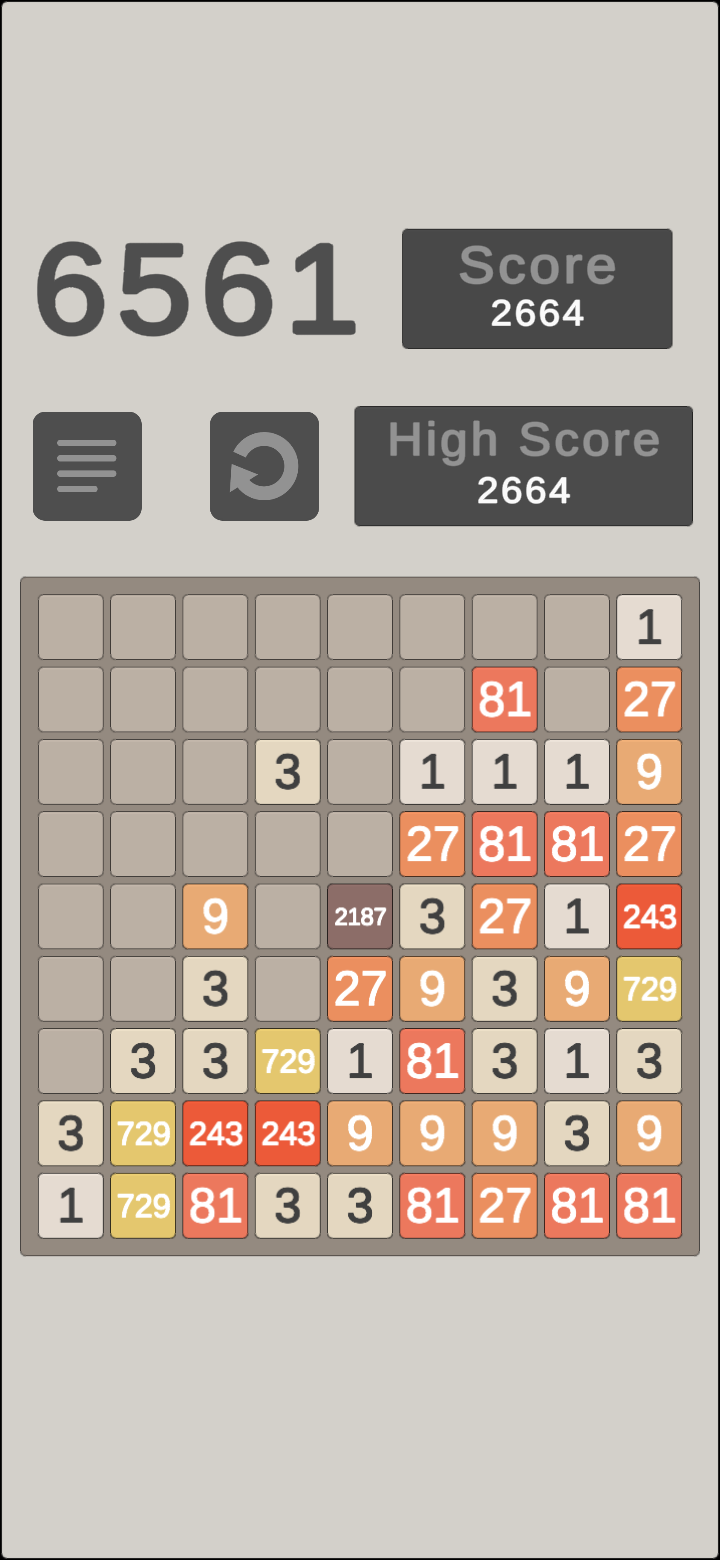 6561
Score
2664
High Score
2664
1
81 27
3 1 1 1 9
27 81 81 27
9 2187 3 27 1 243
3 27 9 3 9 729
3 3 729 1 81 3 1 3
3 729 243 243 9 9 9 3 9
1 729 81 3 3 81 27 81 81